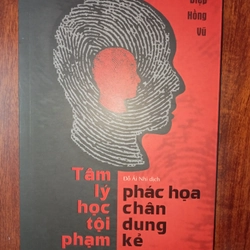 Diệp
Hồng
Vũ
Tâm
lý
học
tội
phạm
Đỗ Ái Nhi dịch
phác họa
chân
dung
kẻ